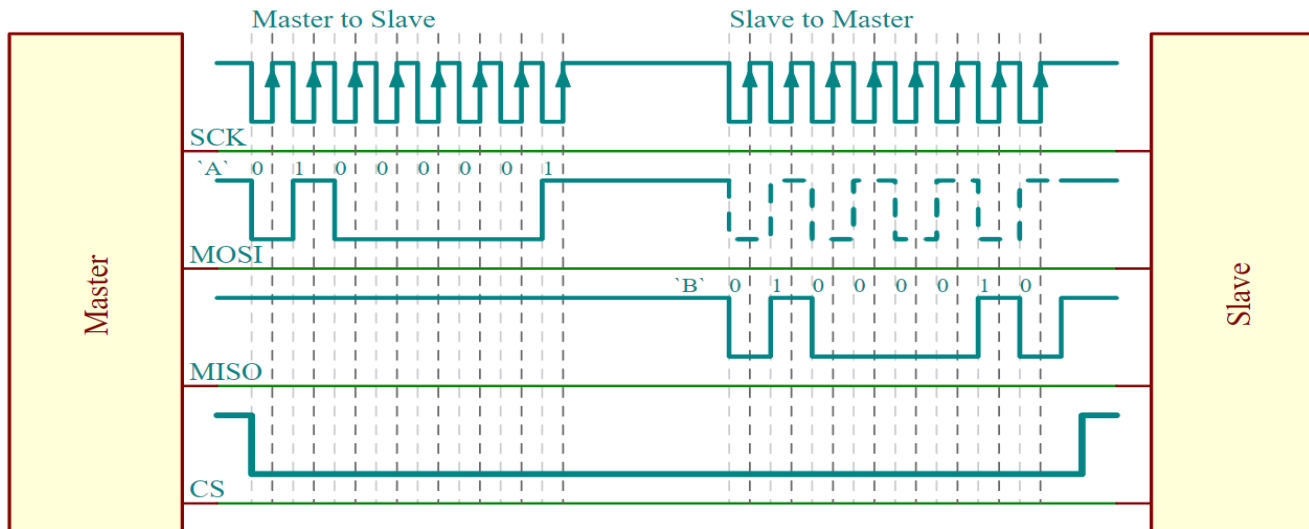 Master to Slave
Slave to Master
SCK
`A` 0 1 0 0 0 0 0 1
MOSI
`B` 0 1 0 0 0 0 1 0
MISO
CS
Master
Slave